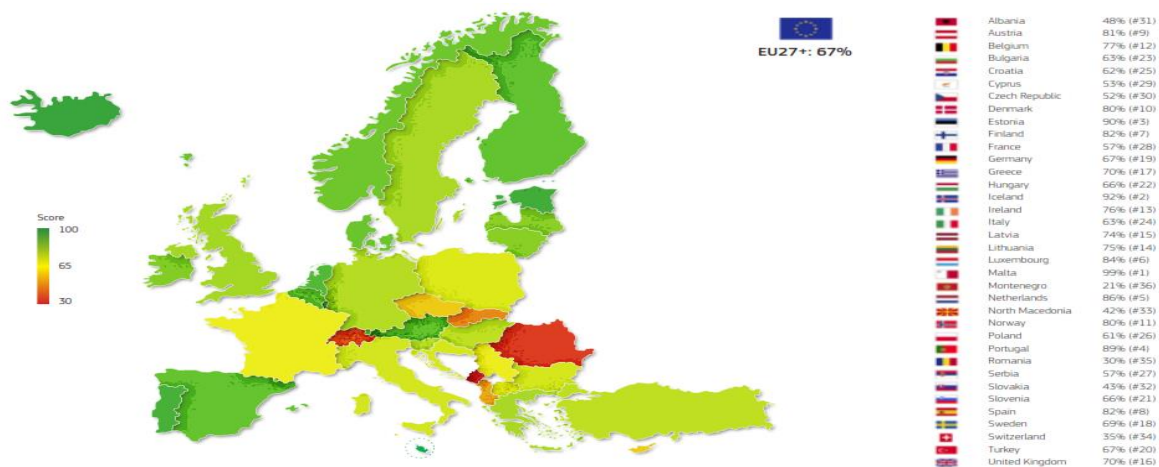 EU27+: 67%
Score
100
65
30
Albania 48% (#31)
Austria 81% (#9)
Belgium 77% (#12)
Bulgaria 63% (#23)
Croatia 62% (#25)
Cyprus 53% (#29)
Czech Republic 52% (#30)
Denmark 80% (#10)
Estonia 90% (#3)
Finland 82% (#7)
France 57% (#28)
Germany 67% (#19)
Greece 70% (#17)
Hungary 66% (#22)
Iceland 92% (#2)
Ireland 76% (#13)
Italy 63% (#24)
Latvia 74% (#15)
Lithuania 75% (#14)
Luxembourg 84% (#6)
Malta 99% (#1)
Montenegro 21% (#36)
Netherlands 86% (#5)
North Macedonia 42% (#33)
Norway 80% (#11)
Poland 61% (#26)
Portugal 89% (#4)
Romania 30% (#35)
Serbia 57% (#27)
Slovakia 43% (#32)
Slovenia 66% (#21)
Spain 82% (#8)
Sweden 69% (#18)
Switzerland 35% (#34)
Turkey 67% (#20)
United Kingdom 70% (#16)